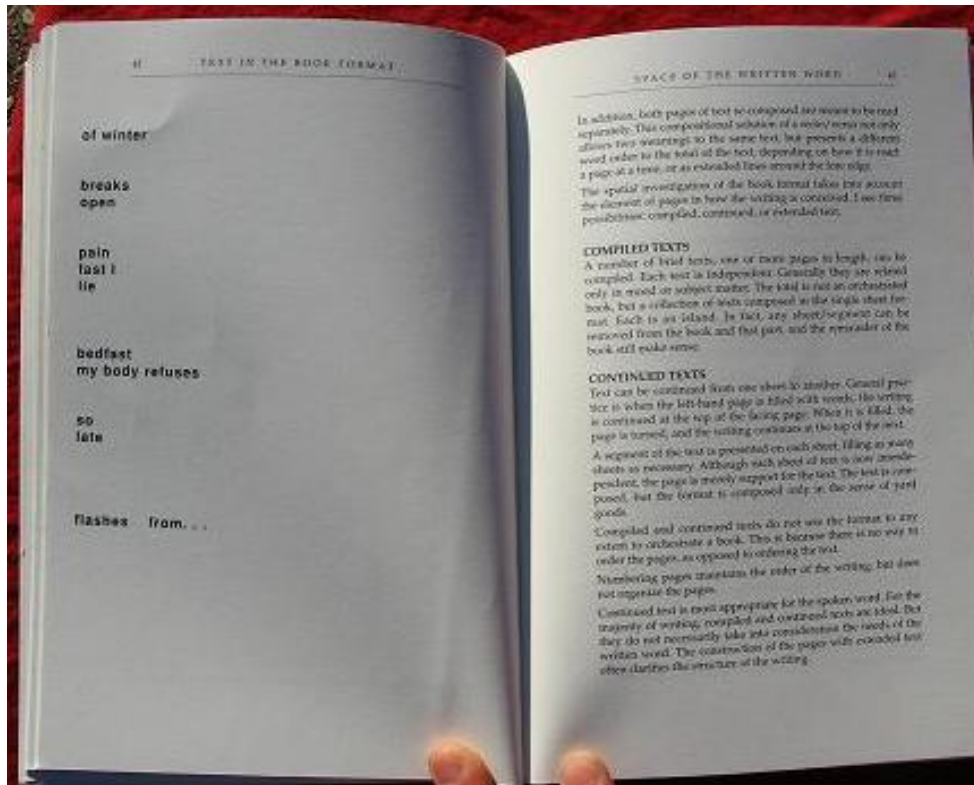 TEXT IN THE BOOK FORMAT
of winter
breaks
open
pain
fast I
lie
bedfast
my body refuses
so
late
flashes from...
SPACE OF THE WRITTEN WORD
In addition, both pages of text so composed are meant to be read
separately. This compositional solution of a recto/verso not only
allows two meanings to the same text, but presents a different
word order to the total of the text, depending on how it is read:
a page at a time, or as extended lines around the fore edge.
The spatial investigation of the book format takes into account
the element of pages in how the writing is conceived. I see three
possibilities: compiled, continued, or extended text.
COMPILED TEXTS
A number of brief texts, one or more pages in length, can be
compiled. Each text is independent. Generally they are related
only in mood or subject matter. The total is not an orchestrated
book, but a collection of texts composed in the single sheet for-
mat. Each is an island. In fact, any sheet/segment can be
removed from the book and that part, and the remainder of the
book still make sense.
CONTINUED TEXTS
Text can be continued from one sheet to another. General prac-
tice is when the left-hand page is filled with words, the writing
is continued at the top of the facing page. When it is filled, the
page is turned, and the writing continues at the top of the next.
A segment of the text is presented on each sheet, filling as many
sheets as necessary. Although each sheet of text is now interde-
pendent, the page is merely support for the text. The text is com-
posed, but the format is composed only in the sense of yard
goods.
Compiled and continued texts do not use the format to any
extent to orchestrate a book. This is because there is no way to
order the pages, as opposed to ordering the text.
Numbering pages maintains the order of the writing, but does
not organize the pages.
Continued text is most appropriate for the spoken word. For the
majority of writing, compiled and continued texts are ideal. But
they do not necessarily take into consideration the needs of the
written word. The construction of the pages with extended text
often clarifies the structure of the writing.